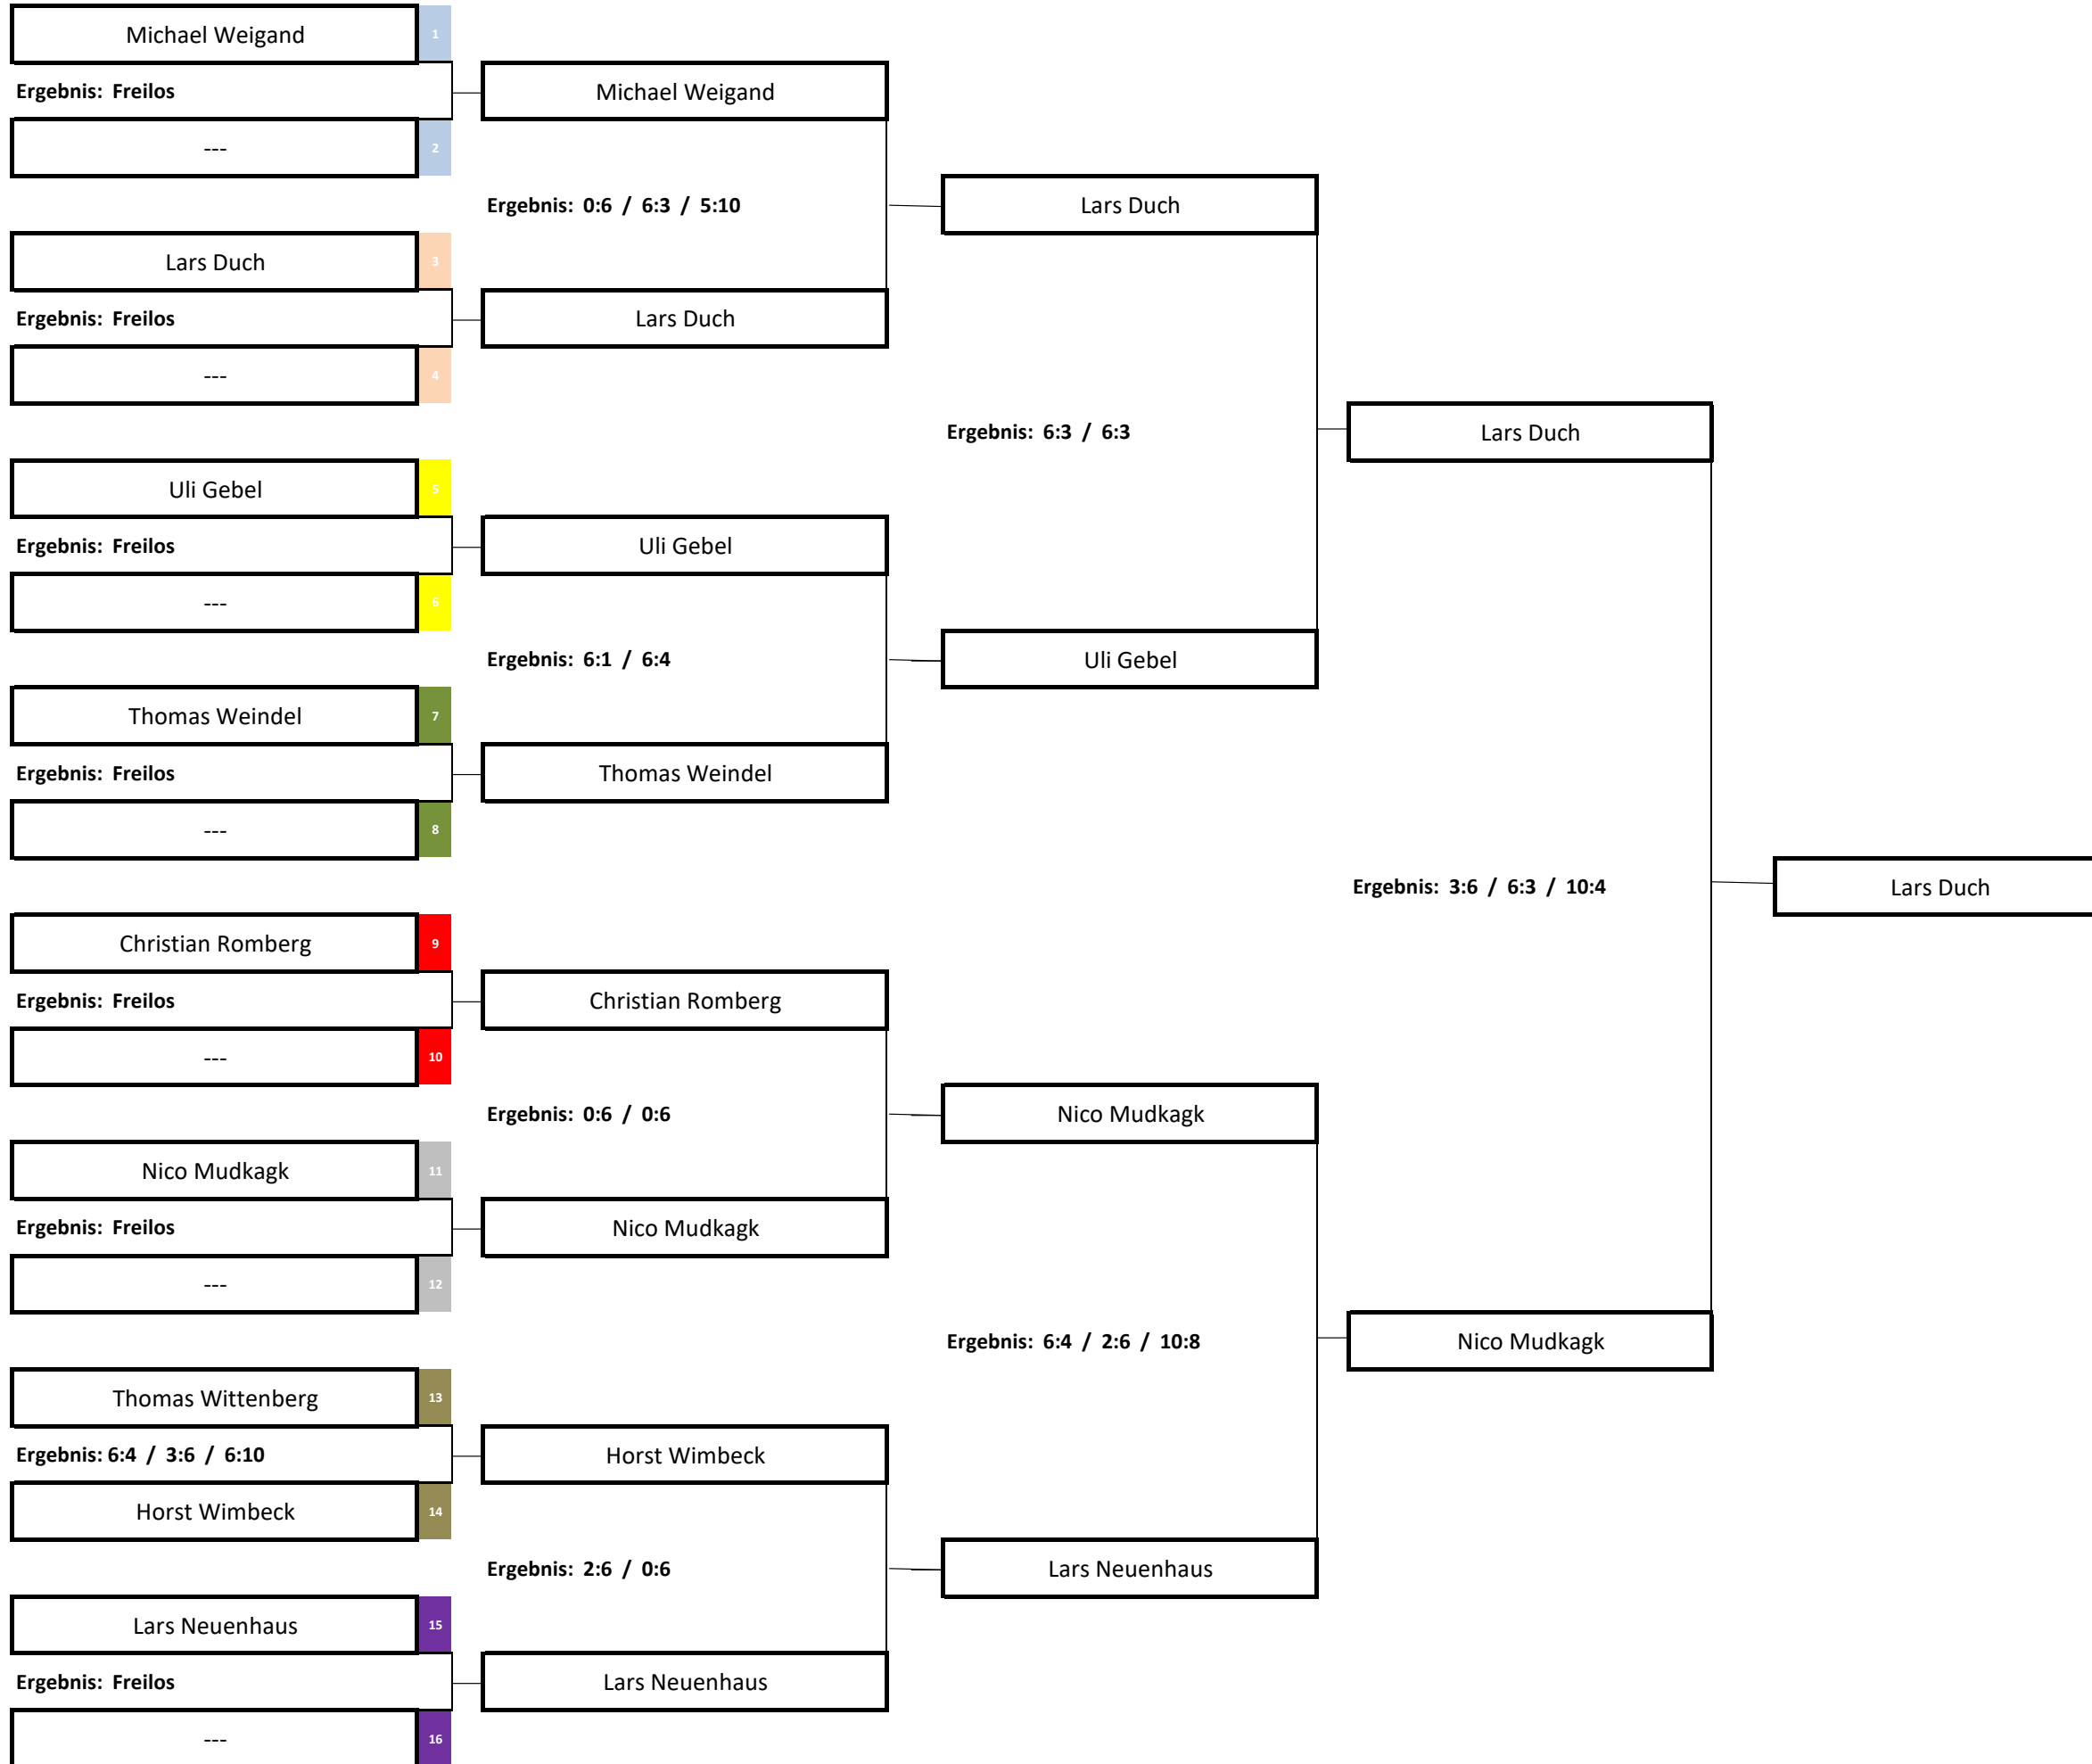 Michael Weigand 1
Ergebnis: Freilos
Michael Weigand
--- 2
Ergebnis: 0:6 / 6:3 / 5:10
Lars Duch
Lars Duch 3
Ergebnis: Freilos
Lars Duch
--- 4
Ergebnis: 6:3 / 6:3
Lars Duch
Uli Gebel 5
Ergebnis: Freilos
Uli Gebel
--- 6
Ergebnis: 6:1 / 6:4
Uli Gebel
Thomas Weindel 7
Ergebnis: Freilos
Thomas Weindel
--- 8
Ergebnis: 3:6 / 6:3 / 10:4
Lars Duch
Christian Romberg 9
Ergebnis: Freilos
Christian Romberg
--- 10
Ergebnis: 0:6 / 0:6
Nico Mudkagk
Nico Mudkagk 11
Ergebnis: Freilos
Nico Mudkagk
--- 12
Ergebnis: 6:4 / 2:6 / 10:8
Nico Mudkagk
Thomas Wittenberg 13
Ergebnis: 6:4 / 3:6 / 6:10
Horst Wimbeck
Horst Wimbeck 14
Ergebnis: 2:6 / 0:6
Lars Neuenhaus
Lars Neuenhaus 15
Ergebnis: Freilos
Lars Neuenhaus
--- 16